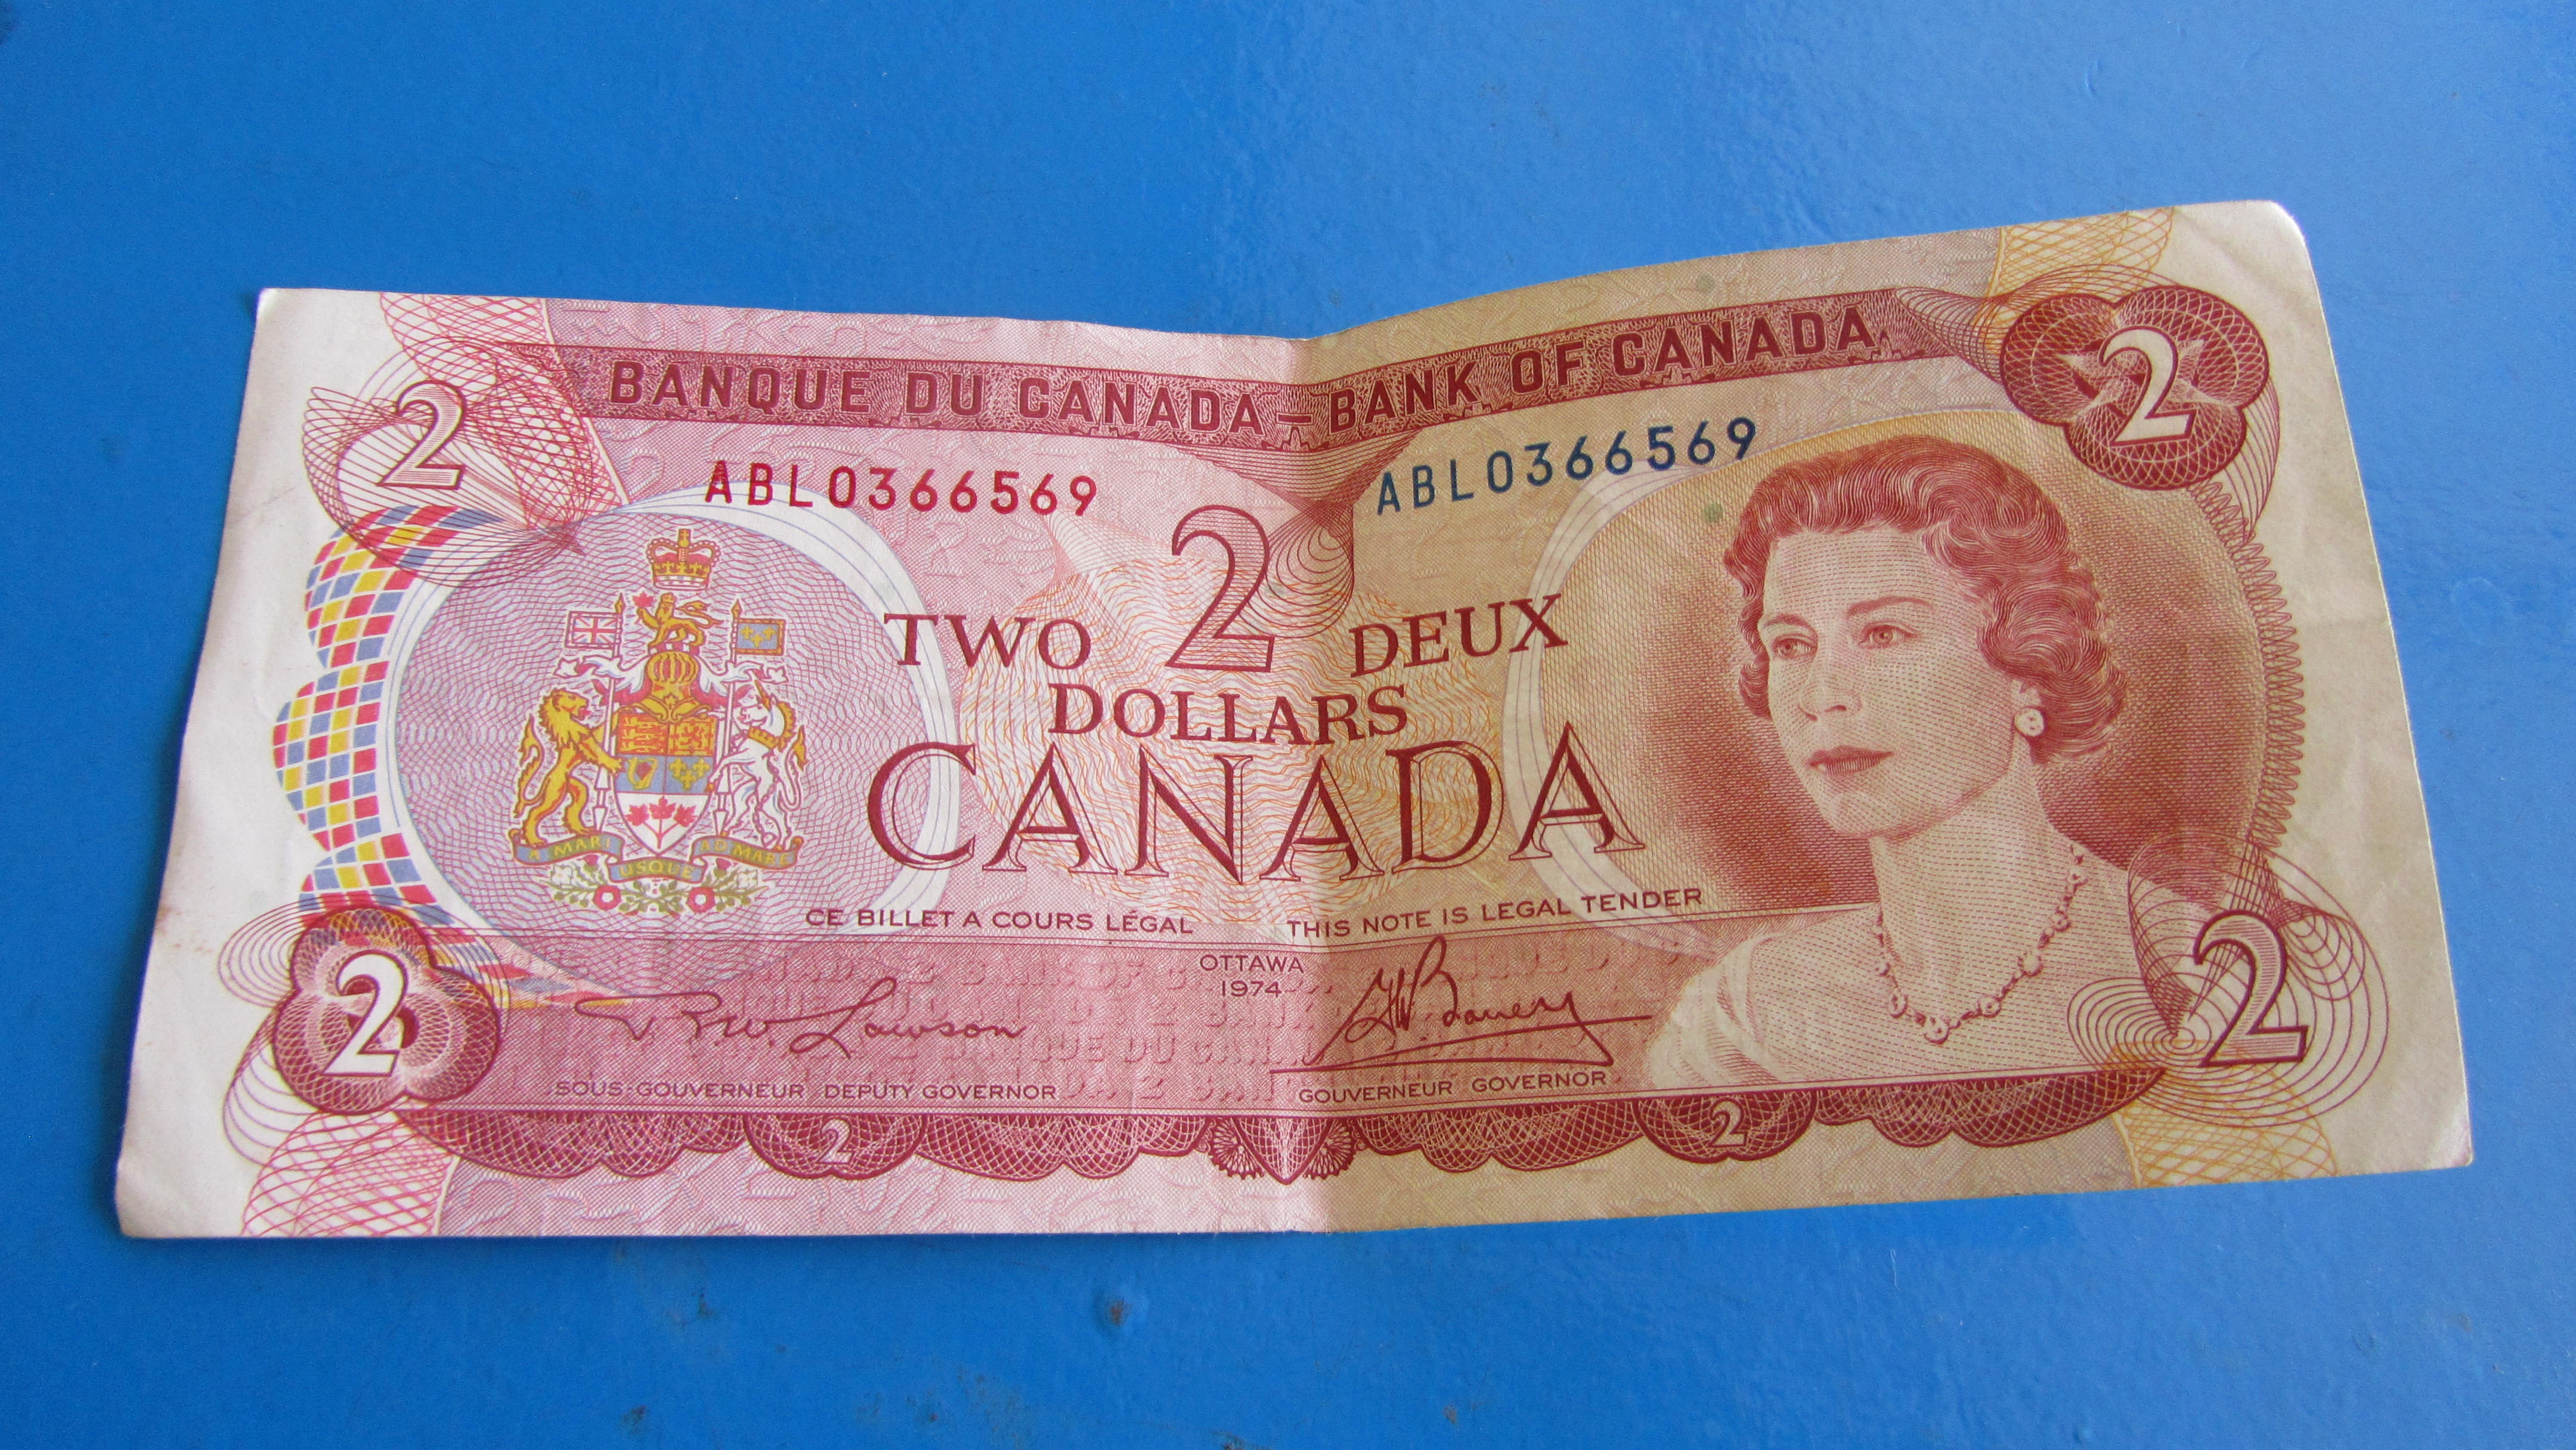 BANQUE DU CANADA — BANK OF CANADA
2
2
ABL0366569
ABL0366569
2
TWO
DEUX
DOLLARS
CANADA
A MARI USQUE AD MARE
CE BILLET A COURS LÉGAL
THIS NOTE IS LEGAL TENDER
OTTAWA
1974
2
2
R.W. Lawson
G.K. Bouey
SOUS-GOUVERNEUR DEPUTY GOVERNOR
GOUVERNEUR GOVERNOR
2
2